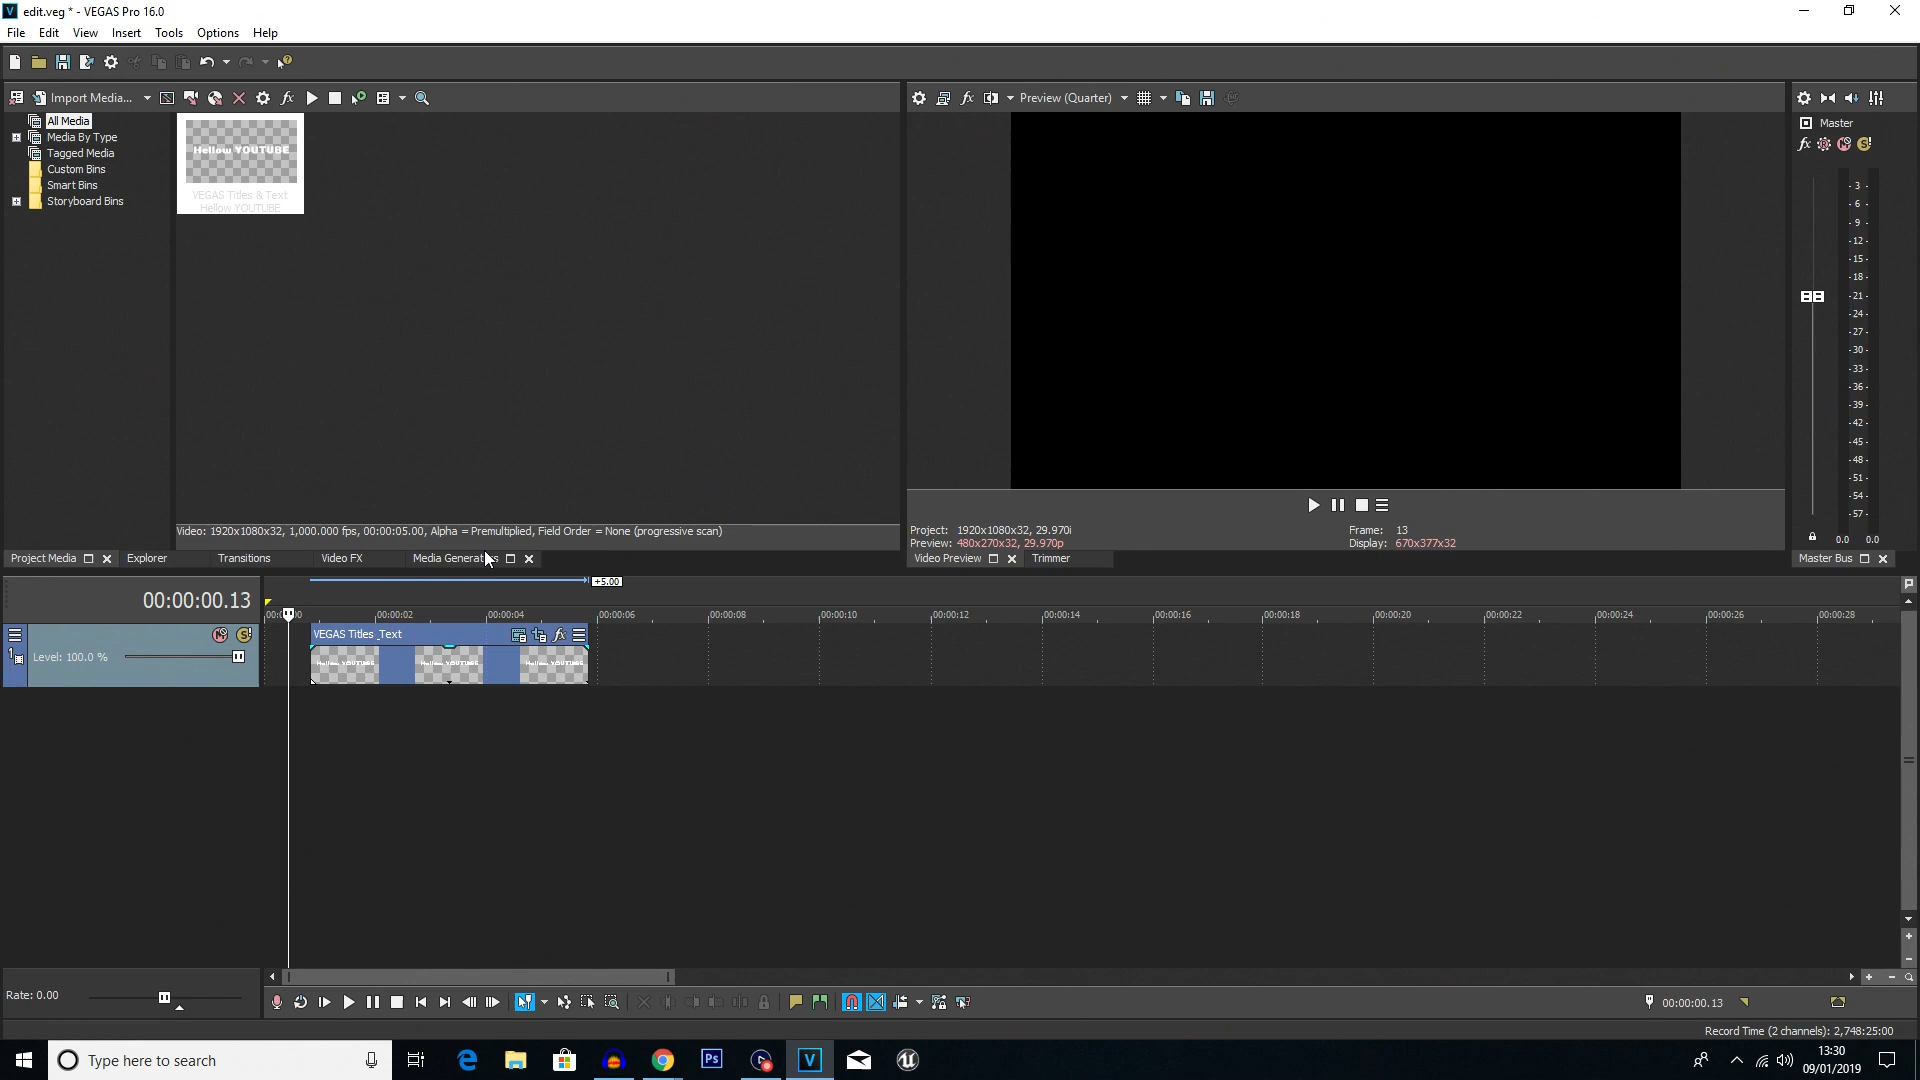 edit.veg * - VEGAS Pro 16.0
File Edit View Insert Tools Options Help
Import Media...
Preview (Quarter)
All Media
Media By Type
Tagged Media
Custom Bins
Smart Bins
Storyboard Bins
Hellow YOUTUBE
VEGAS Titles & Text
Hellow YOUTUBE
Master
- 3 -
- 6 -
- 9 -
-12-
-15-
-18-
-21-
-24-
-27-
-30-
-33-
-36-
-39-
-42-
-45-
-48-
-51-
-54-
-57-
0.0 0.0
Video: 1920x1080x32, 1,000.000 fps, 00:00:05.00, Alpha = Premultiplied, Field Order = None (progressive scan)
Project: 1920x1080x32, 29.970i
Preview: 480x270x32, 29.970p
Frame: 13
Display: 670x377x32
Project Media Explorer Transitions Video FX Media Generators
Video Preview Trimmer
Master Bus
00:00:00.13
+5.00
00:00:02 00:00:04 00:00:06 00:00:08 00:00:10 00:00:12 00:00:14 00:00:16 00:00:18 00:00:20 00:00:22 00:00:24 00:00:26 00:00:28
1
Level: 100.0 %
VEGAS Titles _Text
Hellow YOUTUBE Hellow YOUTUBE Hellow YOUTUBE
Rate: 0.00
00:00:00.13
Record Time (2 channels): 2,748:25:00
Type here to search
Ps
V
13:30
09/01/2019